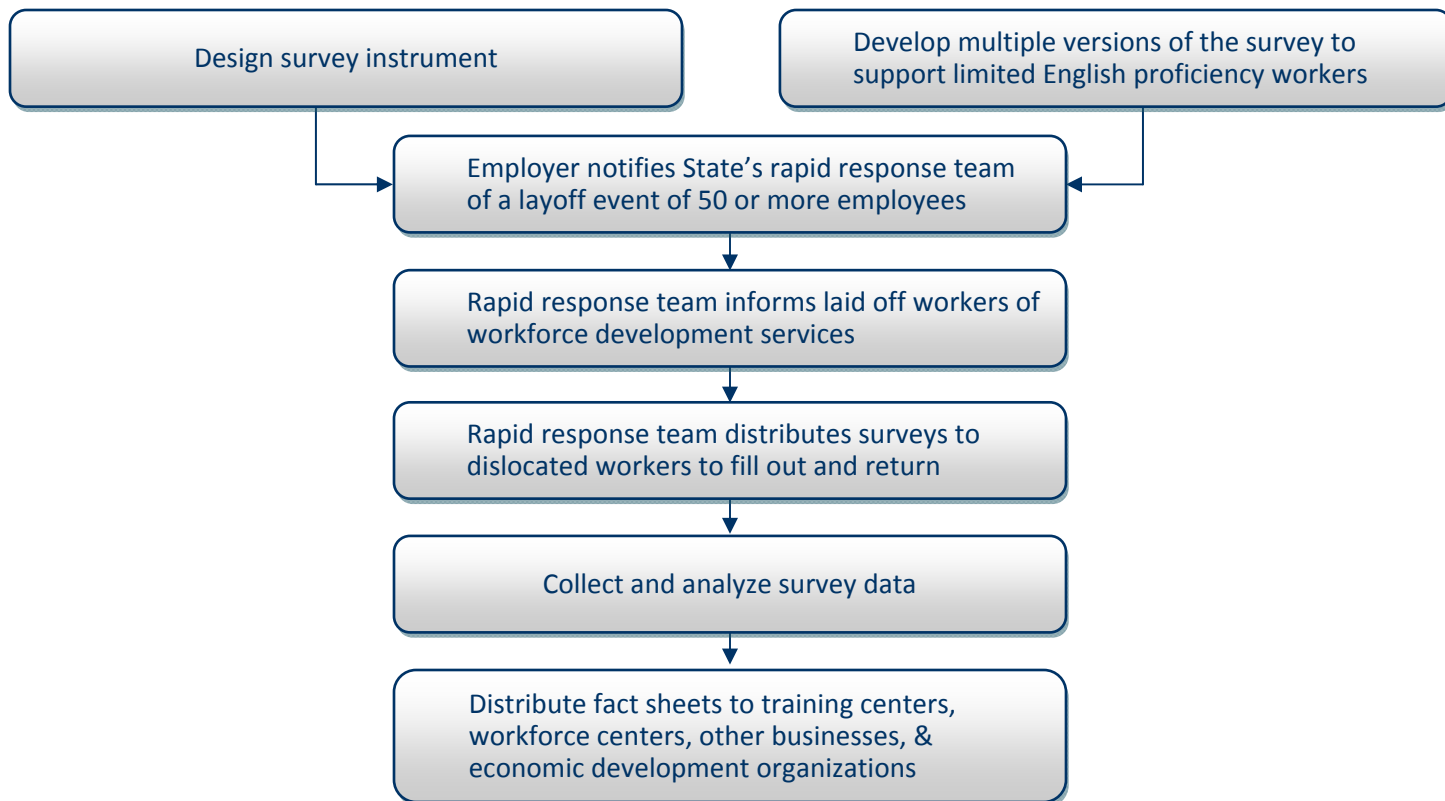 Design survey instrument
Develop multiple versions of the survey to
support limited English proficiency workers
Employer notifies State’s rapid response team
of a layoff event of 50 or more employees
Rapid response team informs laid off workers of
workforce development services
Rapid response team distributes surveys to
dislocated workers to fill out and return
Collect and analyze survey data
Distribute fact sheets to training centers,
workforce centers, other businesses, &
economic development organizations